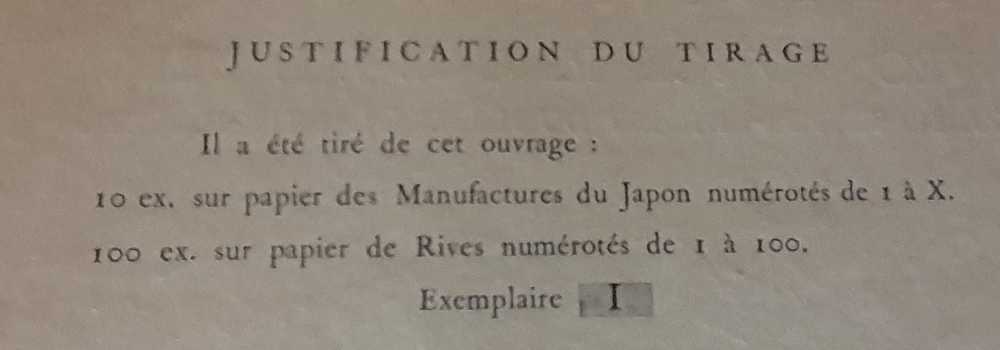 JUSTIFICATION DU TIRAGE
Il a été tiré de cet ouvrage :
10 ex. sur papier des Manufactures du Japon numérotés de 1 à X.
100 ex. sur papier de Rives numérotés de 1 à 100.
Exemplaire I